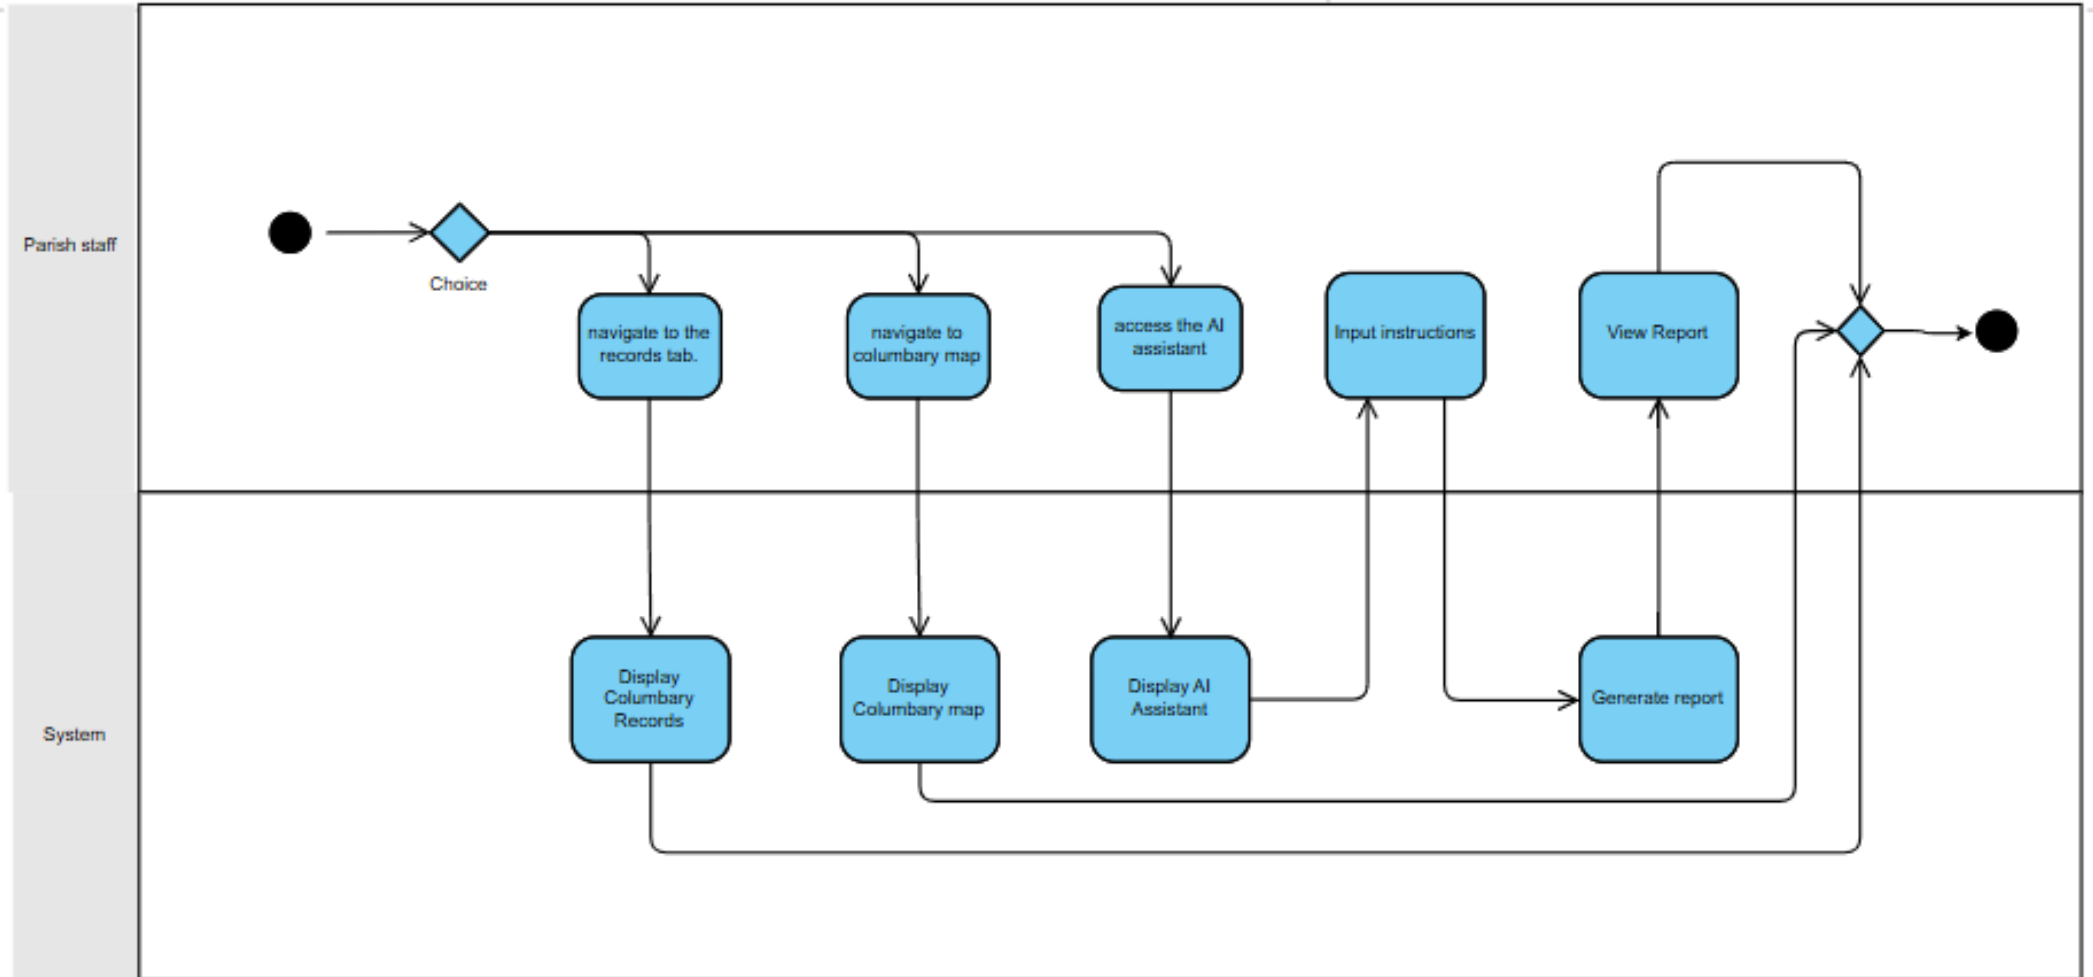 Parish staff
Choice
navigate to the
records tab.
navigate to
columbary map
access the AI
assistant
Input instructions
View Report
System
Display
Columbary
Records
Display
Columbary map
Display AI
Assistant
Generate report